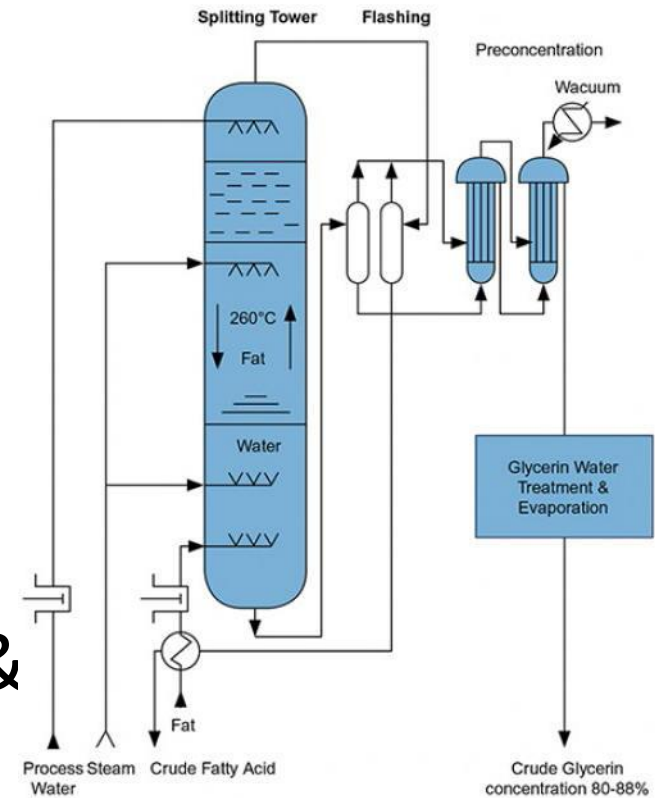 Splitting Tower
Flashing
Preconcentration
Wacuum
260°C
Fat
Water
Glycerin Water
Treatment &
Evaporation
&
Fat
Process
Water
Steam
Crude Fatty Acid
Crude Glycerin
concentration 80-88%